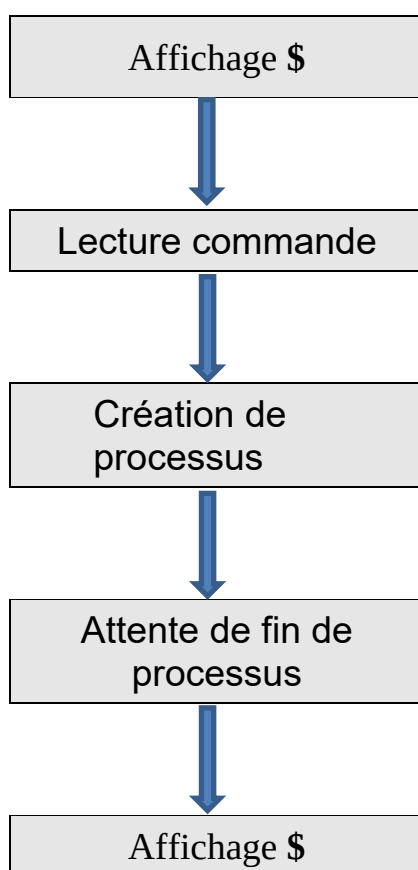 Affichage $
Lecture commande
Création de
processus
Attente de fin de
processus
Affichage $